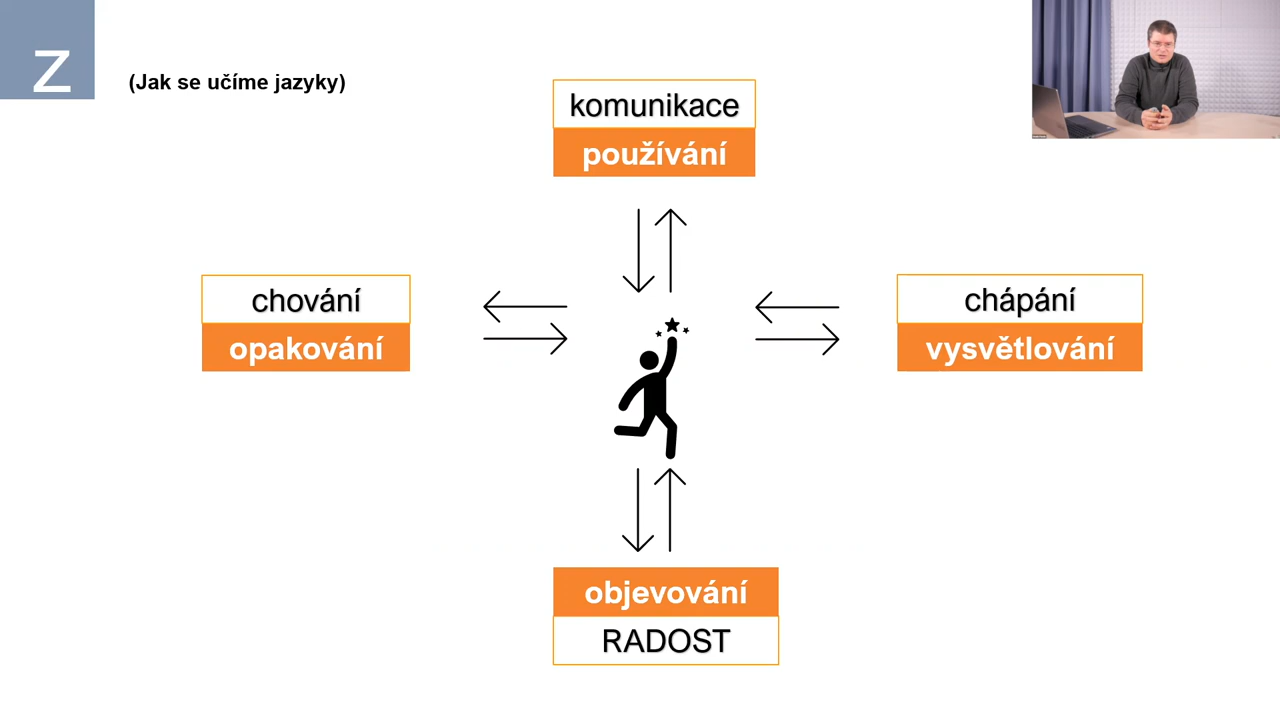 Z
(Jak se učíme jazyky)
komunikace
používání
chování
opakování
chápání
vysvětlování
objevování
RADOST